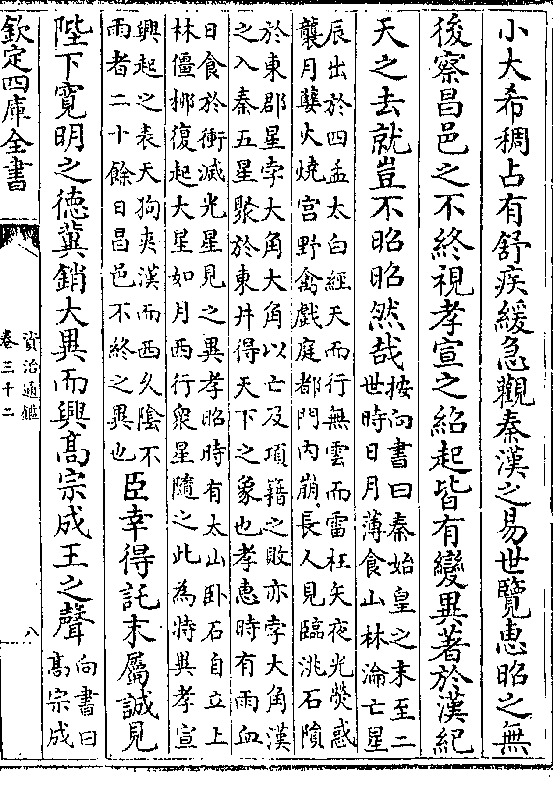 小大希稠占有舒疾緩急觀秦漢之易世覽惠昭之無
後察昌邑之不終視孝宣之紹起皆有變異著於漢紀
天之去就豈不昭昭然哉
按向書曰秦始皇之末至二
世時日月薄食山林淪亡星
辰出於四孟太白經天而行無雲而雷枉矢夜光熒惑
襲月孽火燒宫野禽戲庭都門内崩長人見臨洮石隕
於東郡星孛大角大角以亡及項籍之敗亦孛大角漢
之入秦五星聚於東井得天下之象也孝惠時有雨血
日食於衝滅光星見之異孝昭時有太山卧石自立上
林僵栁復起大星如月西行衆星隨之此為特異孝宣
興起之表天狗夾漢而西久陰不
雨者二十餘日昌邑不終之異也
臣幸得託末屬誠見
陛下寛明之徳冀銷大異而興髙宗成王之聲
向書曰
髙宗成
欽定四庫全書
資治通鑑
卷三十二
八